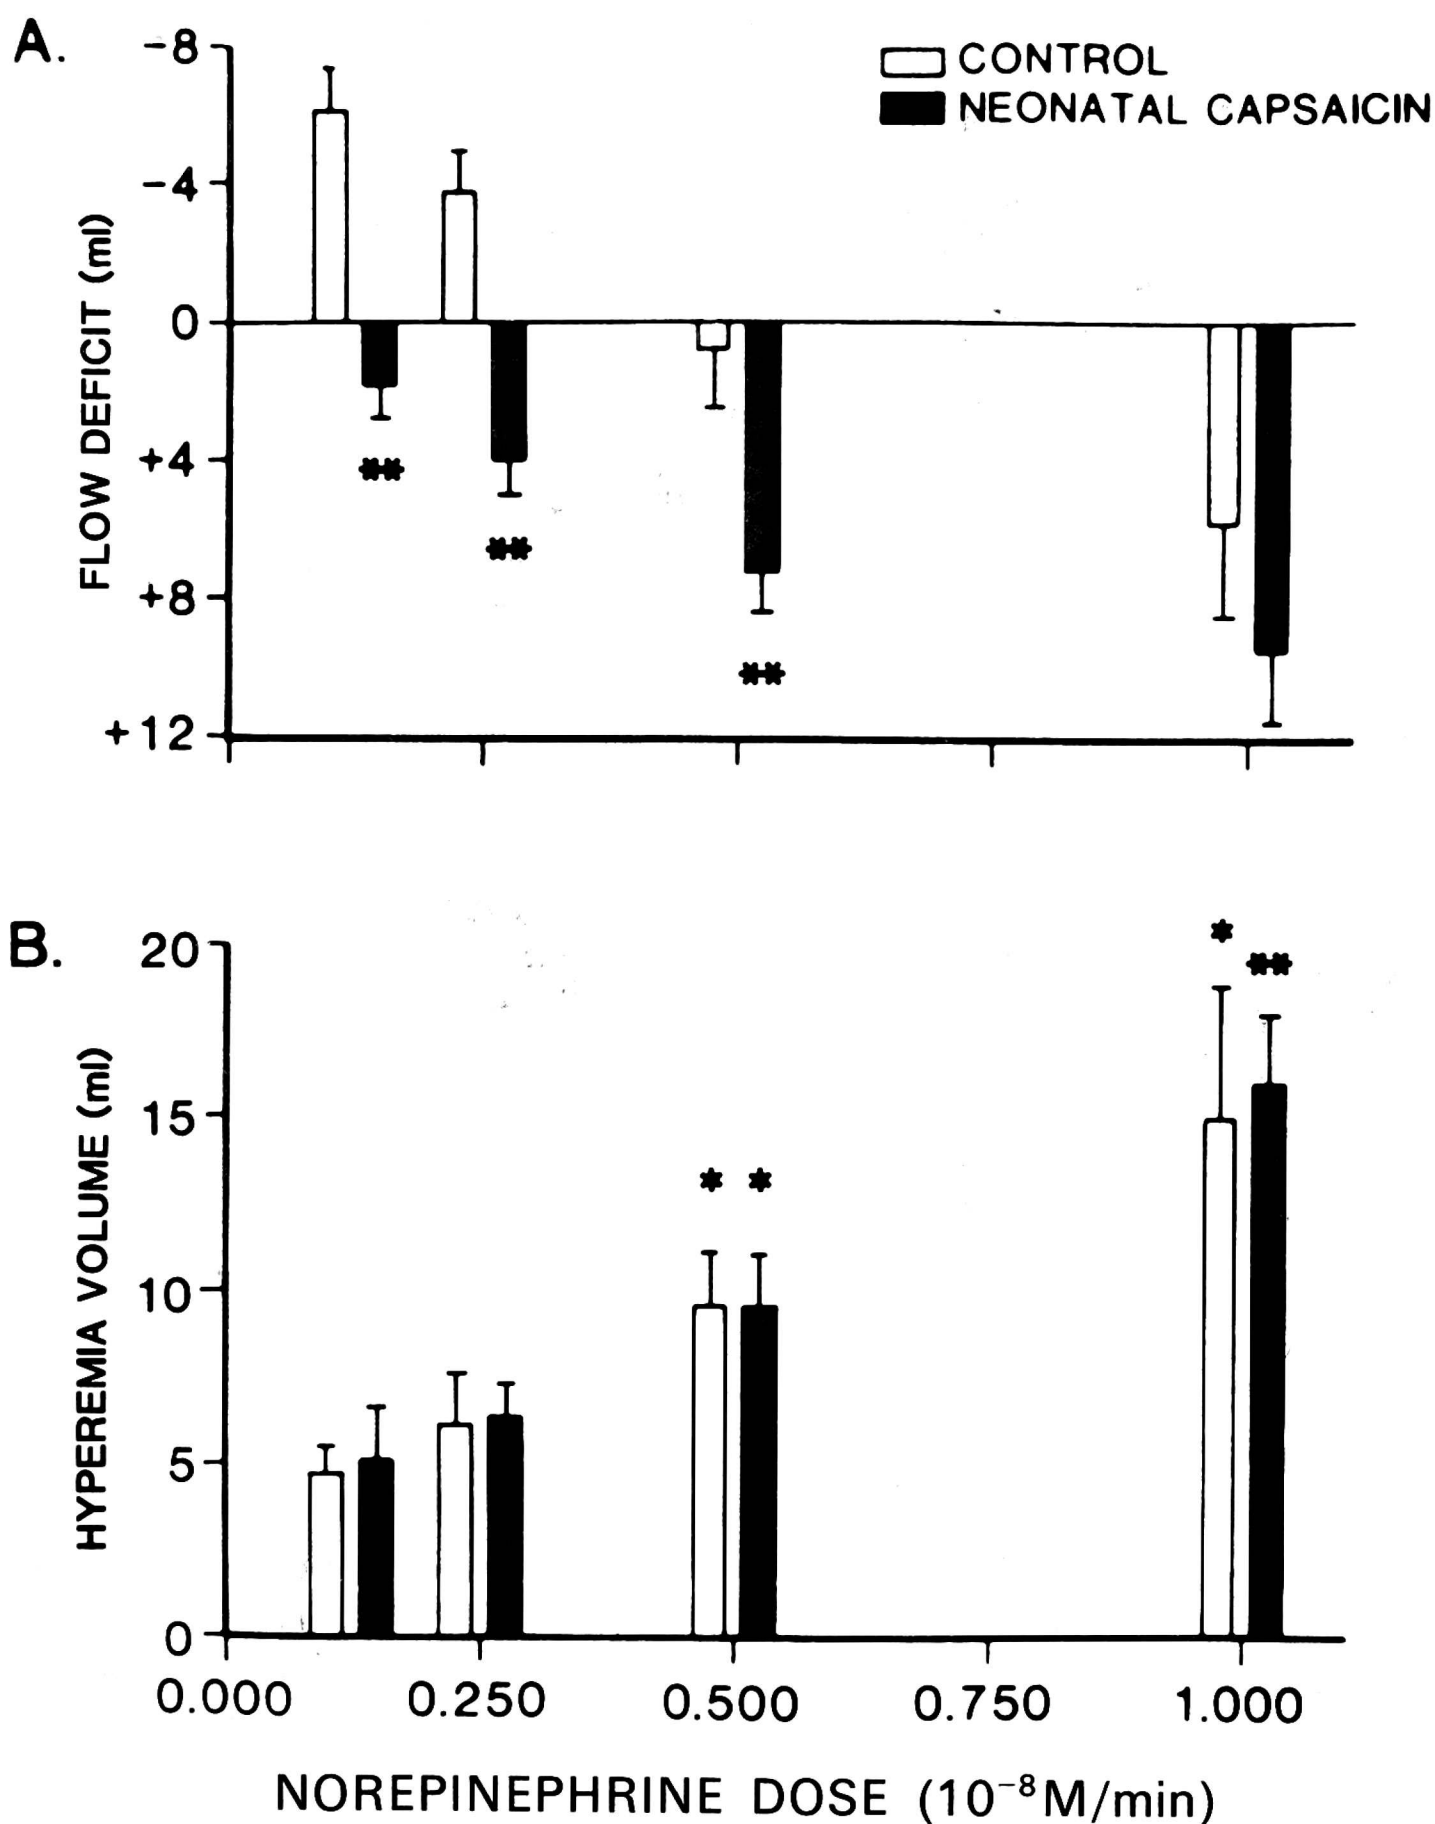 A.
CONTROL
NEONATAL CAPSAICIN
−8
−4
0
+4
+8
+12
FLOW DEFICIT (ml)
**
**
**
B.
20
15
10
5
0
HYPEREMIA VOLUME (ml)
* *
* **
0.000 0.250 0.500 0.750 1.000
NOREPINEPHRINE DOSE (10⁻⁸M/min)